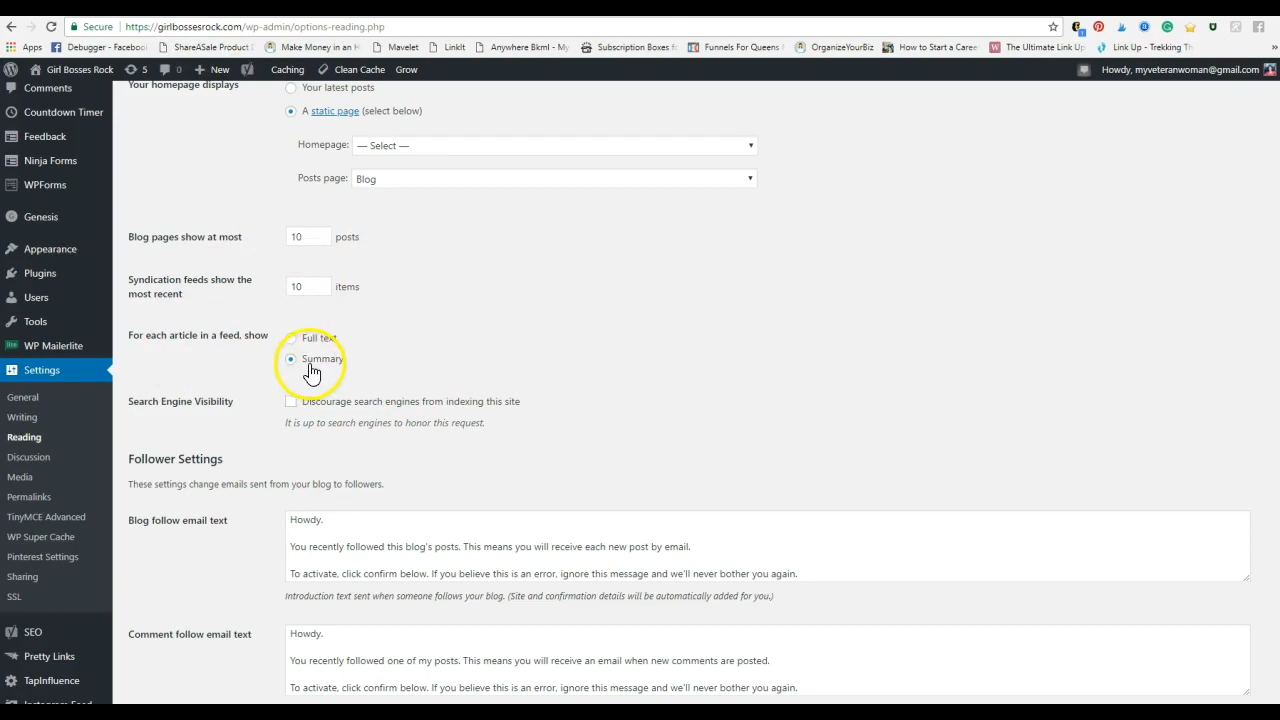 Secure https://girlbossesrock.com/wp-admin/options-reading.php
Apps Debugger - Faceboo ShareASale Product D Make Money in an H Mavelet LinkIt Anywhere Bkml - My Subscription Boxes fo Funnels For Queens A OrganizeYourBiz How to Start a Caree The Ultimate Link Up Link Up - Trekking Th
Girl Bosses Rock 5 0 New Caching Clean Cache Grow Howdy, myveteranwoman@gmail.com
Comments
Countdown Timer
Feedback
Ninja Forms
WPForms
Genesis
Appearance
Plugins
Users
Tools
lite WP Mailerlite
Settings
General
Writing
Reading
Discussion
Media
Permalinks
TinyMCE Advanced
WP Super Cache
Pinterest Settings
Sharing
SSL
SEO
Pretty Links
TapInfluence
Instagram Feed
Your homepage displays
Your latest posts
A static page (select below)
Homepage: — Select —
Posts page: Blog
Blog pages show at most 10 posts
Syndication feeds show the
most recent
10 items
For each article in a feed, show
Full text
Summary
Search Engine Visibility Discourage search engines from indexing this site
It is up to search engines to honor this request.
Follower Settings
These settings change emails sent from your blog to followers.
Blog follow email text
Howdy.
You recently followed this blog's posts. This means you will receive each new post by email.
To activate, click confirm below. If you believe this is an error, ignore this message and we'll never bother you again.
Introduction text sent when someone follows your blog. (Site and confirmation details will be automatically added for you.)
Comment follow email text
Howdy.
You recently followed one of my posts. This means you will receive an email when new comments are posted.
To activate, click confirm below. If you believe this is an error, ignore this message and we'll never bother you again.